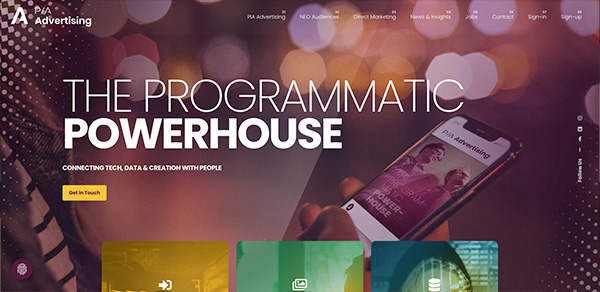 P/A
Advertising
01
PIA Advertising
02
NEO Audiences
03
Direct Marketing
04
News & Insights
05
Jobs
06
Contact
07
Sign-in
08
Sign-up
THE PROGRAMMATIC
POWERHOUSE
CONNECTING TECH, DATA & CREATION WITH PEOPLE
Get in Touch
P/A Advertising
POWER-
HOUSE
Follow Us